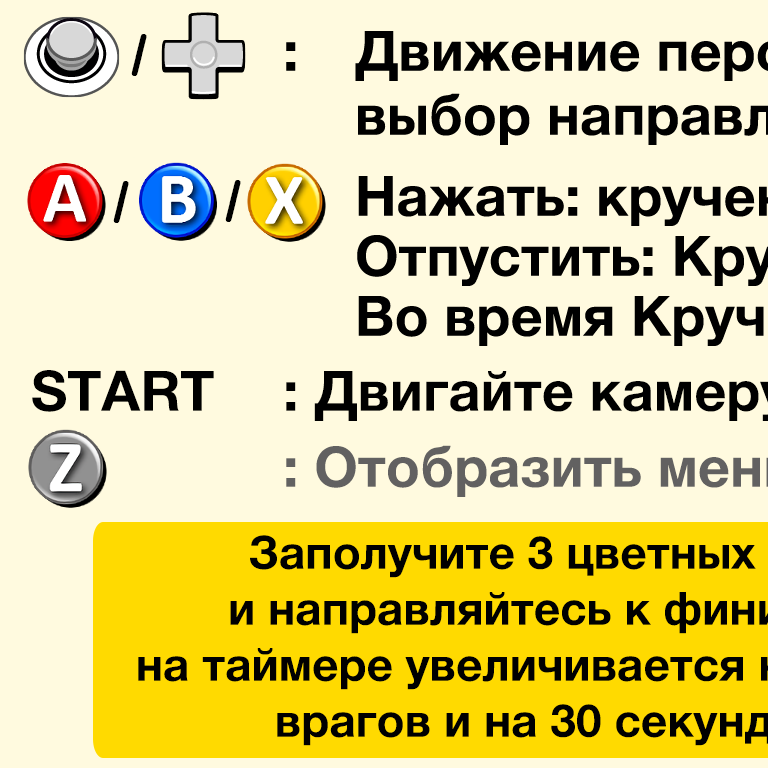 / : Движение перс
выбор направл
A / B / X Нажать: кручен
Отпустить: Кру
Во время Круч
START : Двигайте камеру
Z : Отобразить мен
Заполучите 3 цветных
и направляйтесь к фини
на таймере увеличивается
врагов и на 30 секунд